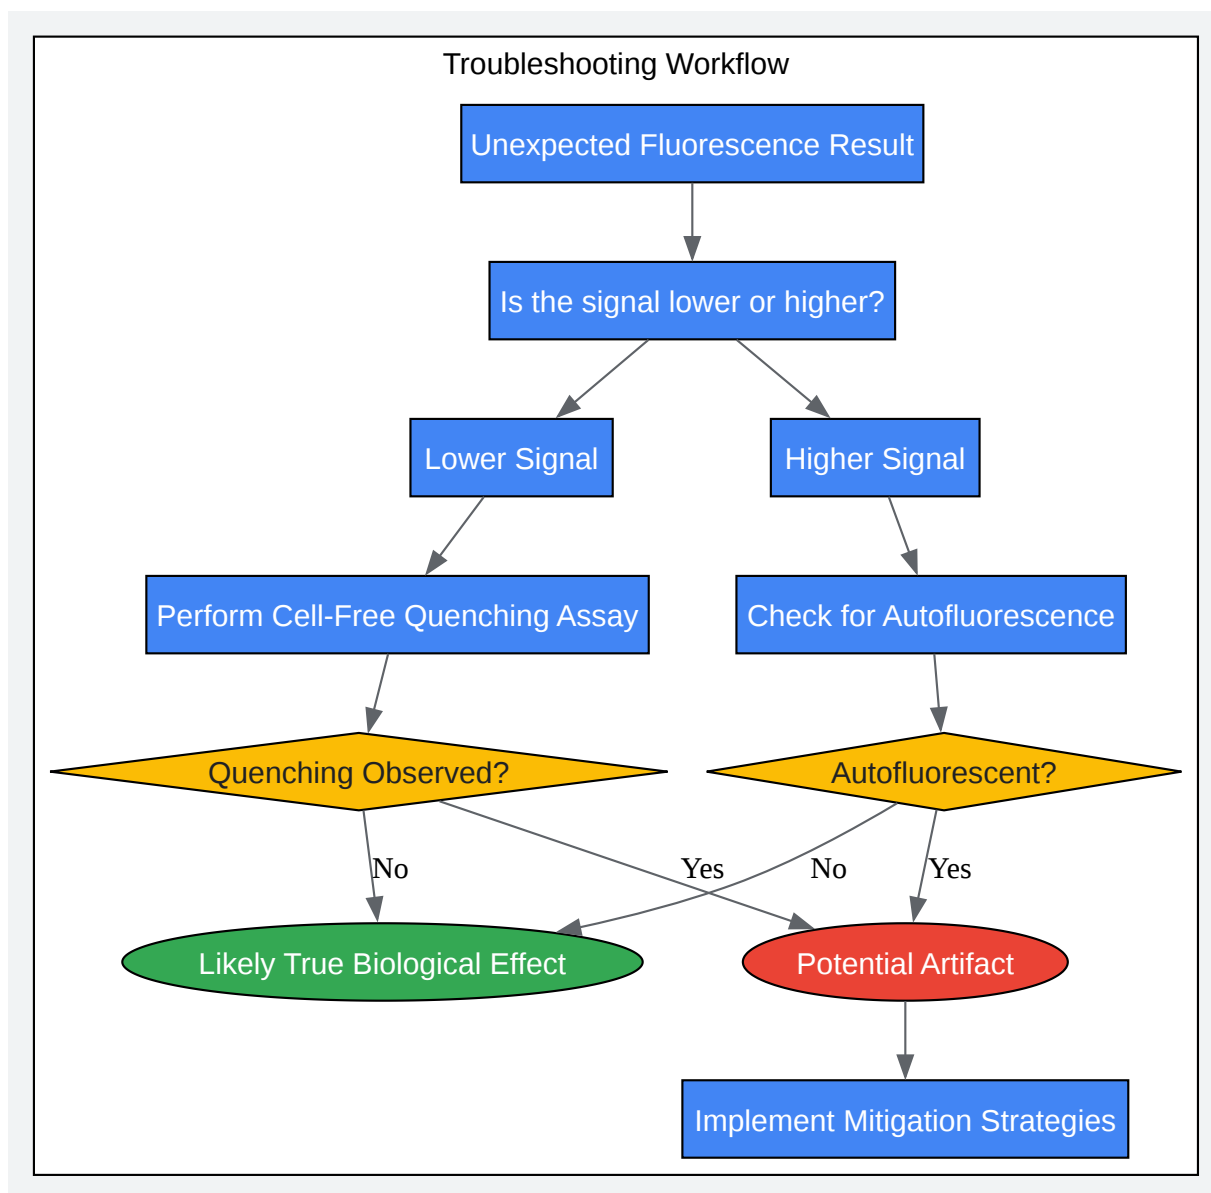 Troubleshooting Workflow
Unexpected Fluorescence Result
Is the signal lower or higher?
Lower Signal
Higher Signal
Perform Cell-Free Quenching Assay
Check for Autofluorescence
Quenching Observed?
Autofluorescent?
No
Yes
No
Yes
Likely True Biological Effect
Potential Artifact
Implement Mitigation Strategies